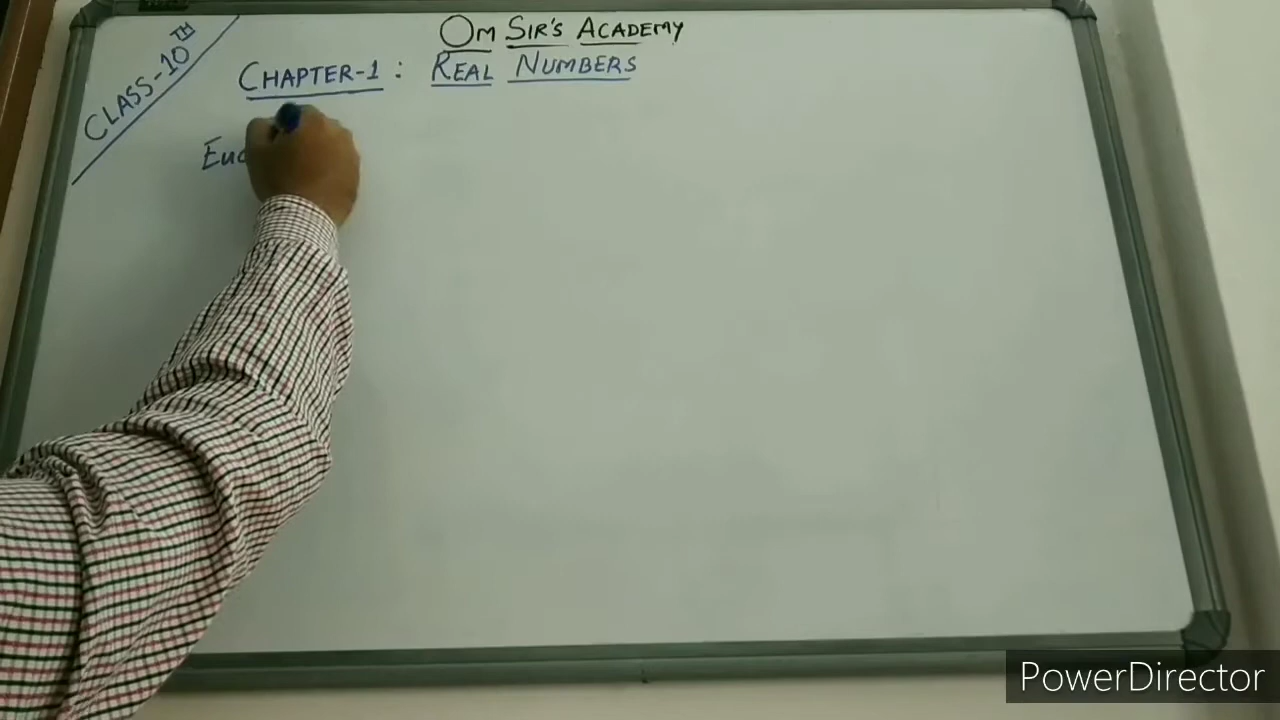 OM SIR'S ACADEMY
CLASS-10TH
CHAPTER-1 : REAL NUMBERS
Euc
PowerDirector